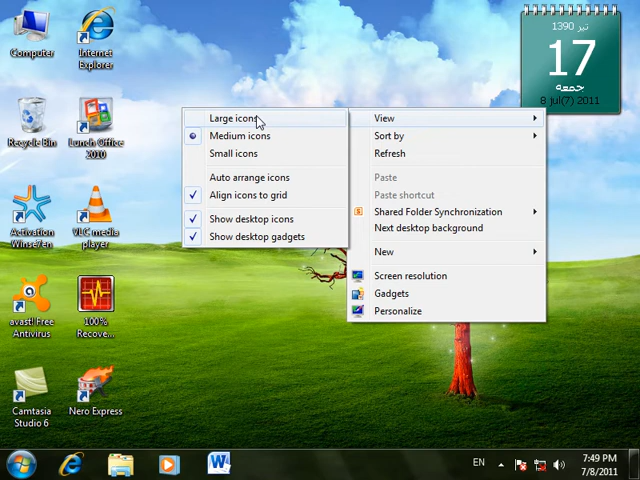 Computer
Internet
Explorer
Recycle Bin
Lunch Office
2010
Activation
Winse7en
VLC media
player
avast! Free
Antivirus
100%
Recove...
Camtasia
Studio 6
Nero Express
تیر 1390
17
جمعه
8 jul(7) 2011
Large icons
Medium icons
Small icons
Auto arrange icons
Align icons to grid
Show desktop icons
Show desktop gadgets
View
Sort by
Refresh
Paste
Paste shortcut
Shared Folder Synchronization
Next desktop background
New
Screen resolution
Gadgets
Personalize
EN
7:49 PM
7/8/2011